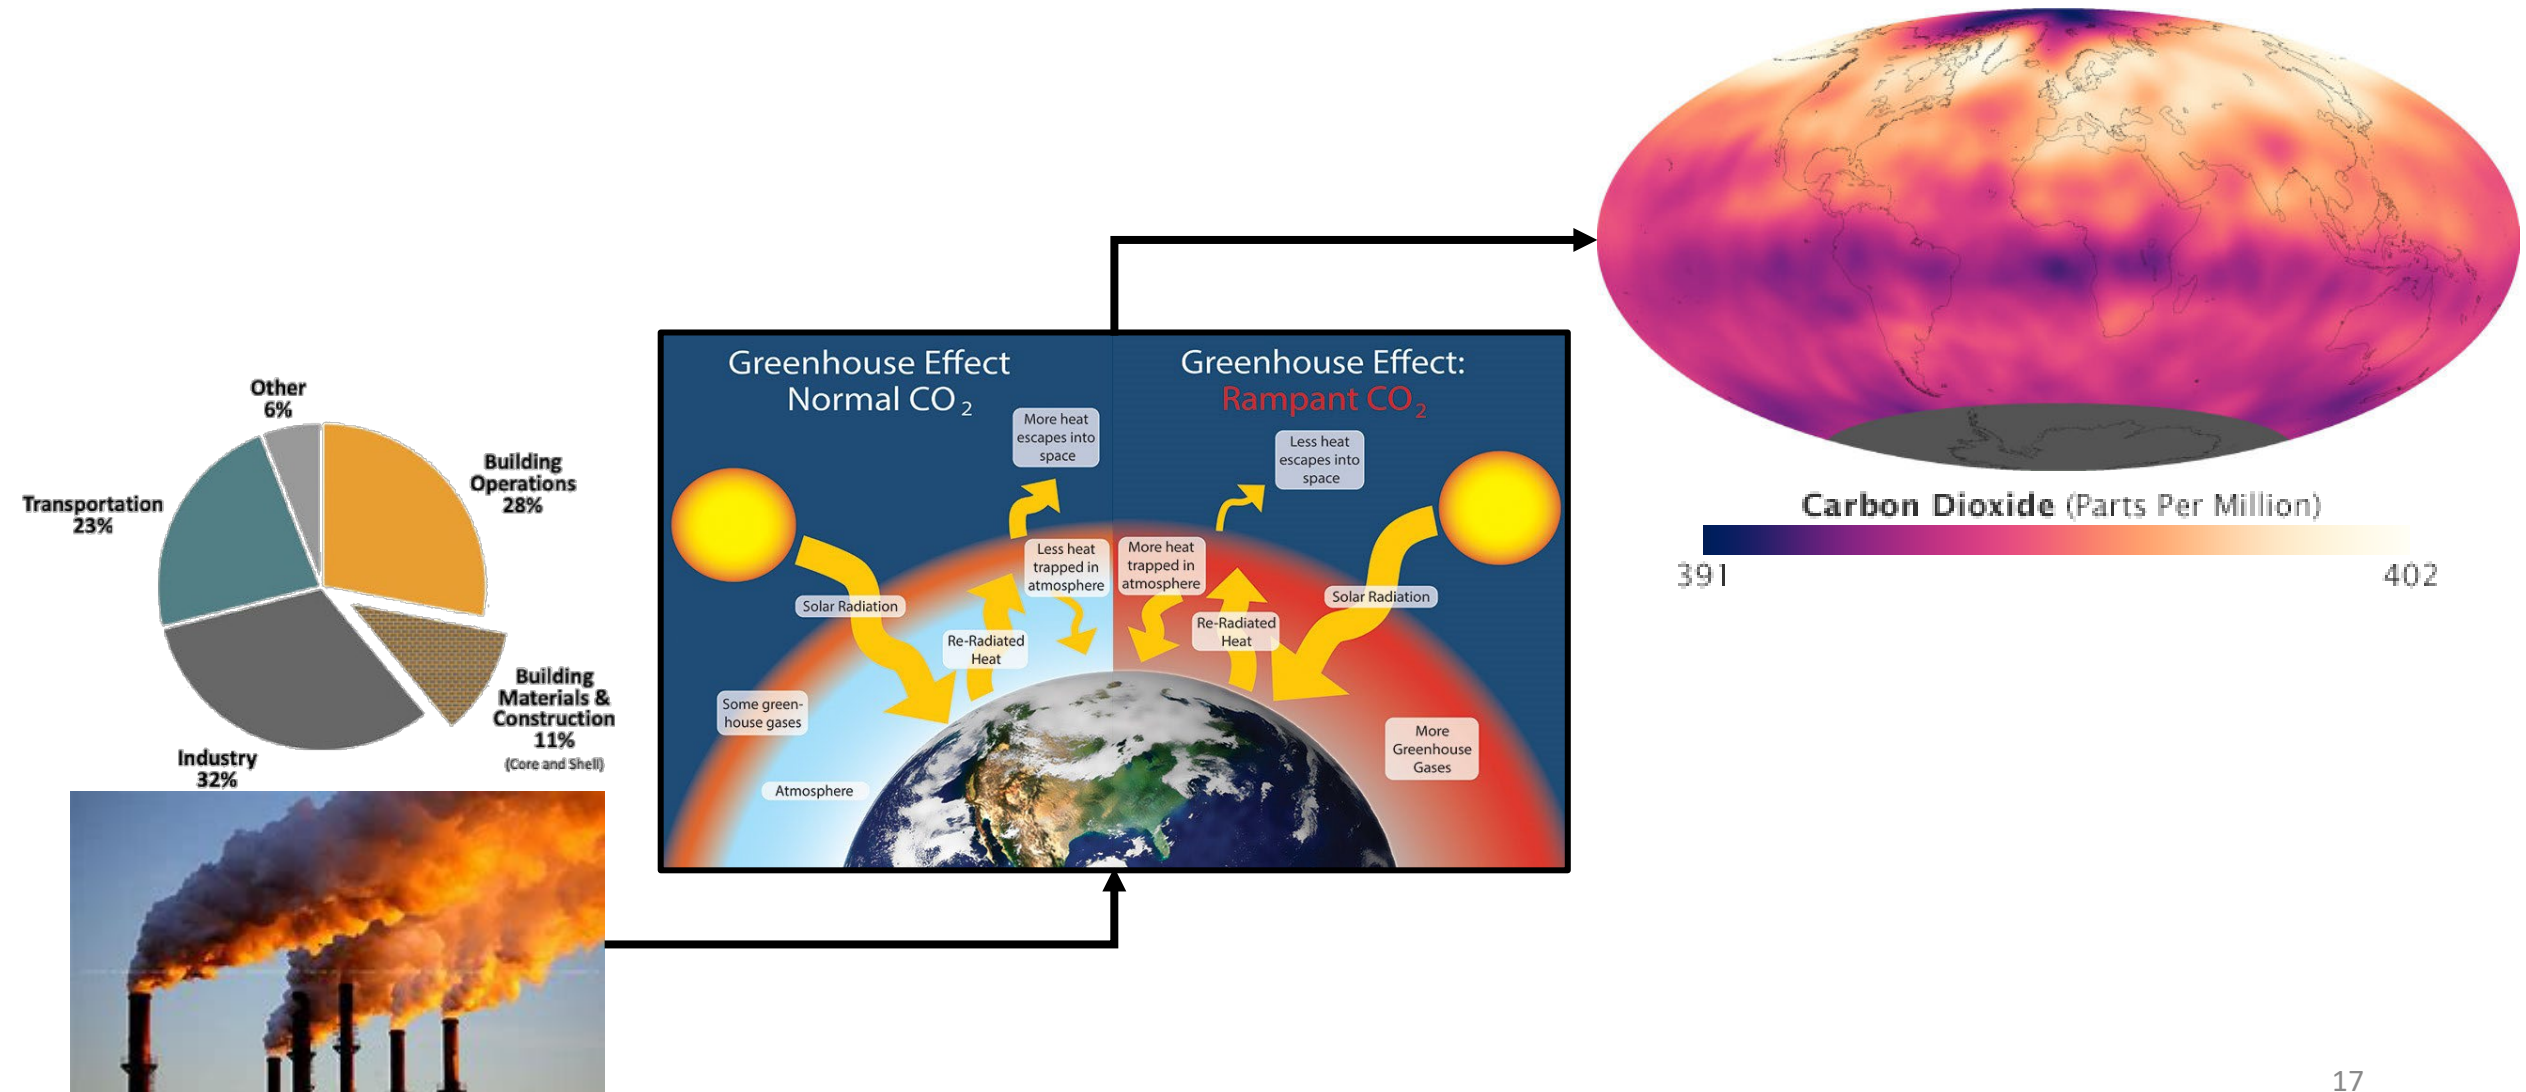 Other
6%
Building
Operations
28%
Transportation
23%
Building
Materials &
Construction
11%
(Core and Shell)
Industry
32%
Greenhouse Effect
Normal CO2
Greenhouse Effect:
Rampant CO2
More heat
escapes into
space
Less heat
escapes into
space
Less heat
trapped in
atmosphere
More heat
trapped in
atmosphere
Solar Radiation
Solar Radiation
Re-Radiated
Heat
Re-Radiated
Heat
Some green-
house gases
More
Greenhouse
Gases
Atmosphere
Carbon Dioxide (Parts Per Million)
391
402
17